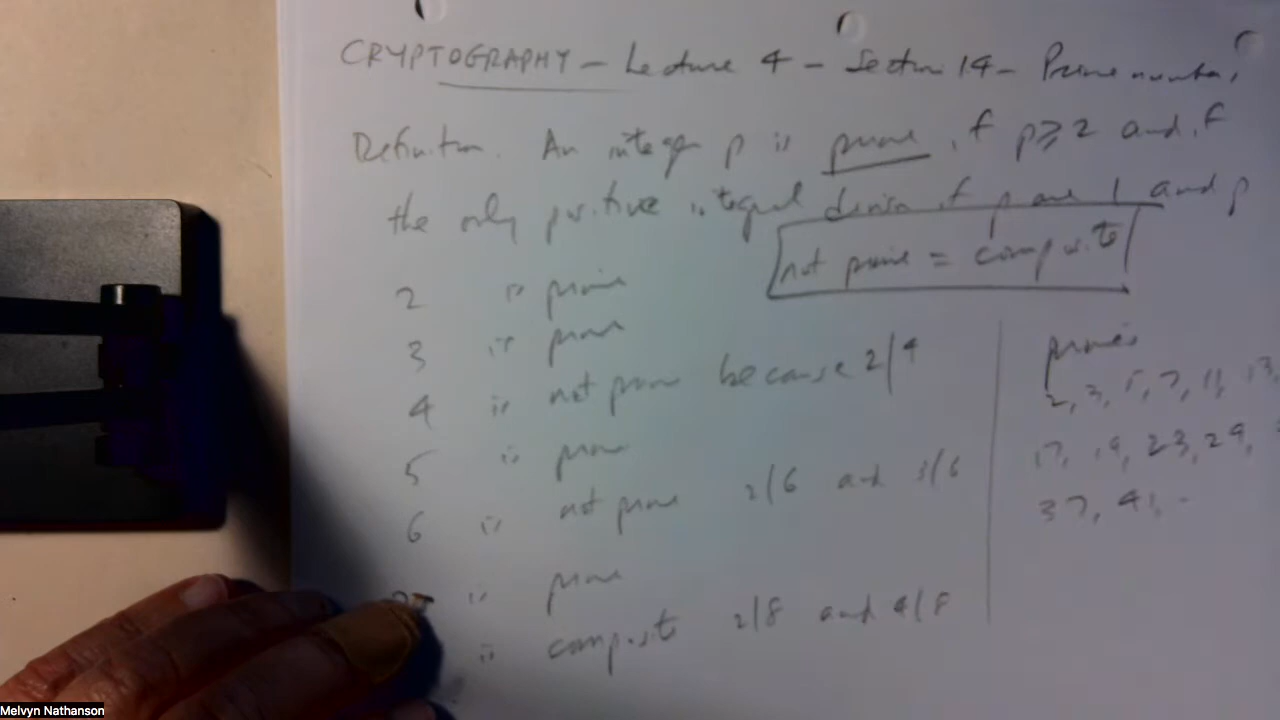 CRYPTOGRAPHY - Lecture 4 - Section 14 - Prime numbers
Definition. An integer p is prime if p ≥ 2 and if
the only positive integral divisors of p are 1 and p
not prime = composite
2 is prime
3 is prime
4 is not prime because 2|4
5 is prime
6 is not prime 2|6 and 3|6
is prime
is composite 2|8 and 4|8
primes
2, 3, 5, 7, 11, 13,
17, 19, 23, 29,
37, 41,
Melvyn Nathanson